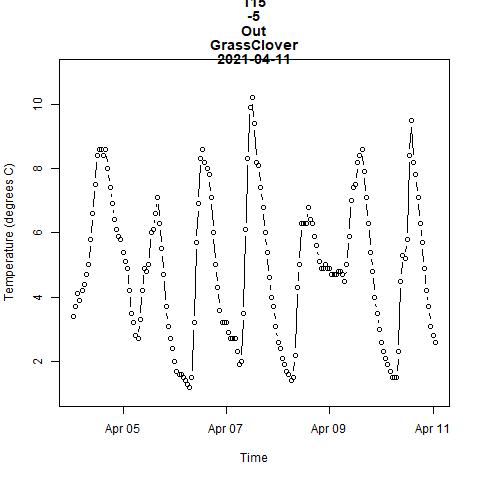 T15
-5
Out
GrassClover
2021-04-11
Temperature (degrees C)
10
8
6
4
2
Apr 05 Apr 07 Apr 09 Apr 11
Time